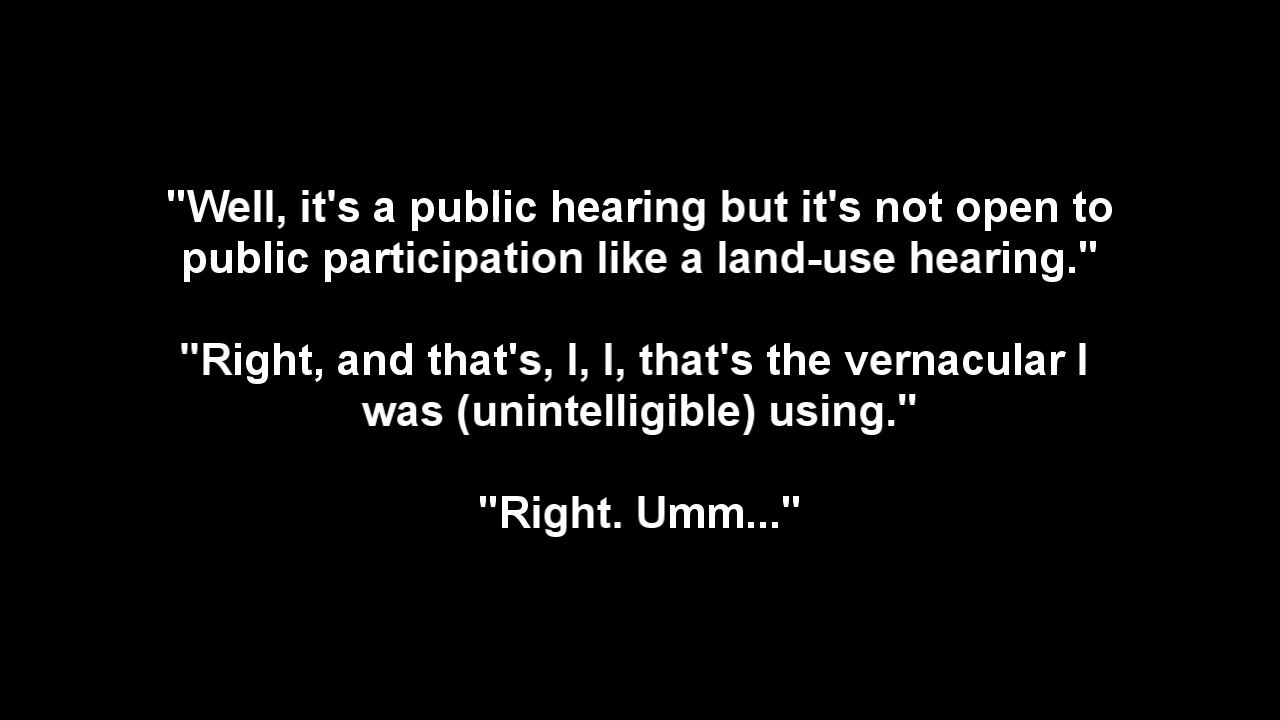 "Well, it's a public hearing but it's not open to
public participation like a land-use hearing."
"Right, and that's, I, I, that's the vernacular I
was (unintelligible) using."
"Right. Umm..."